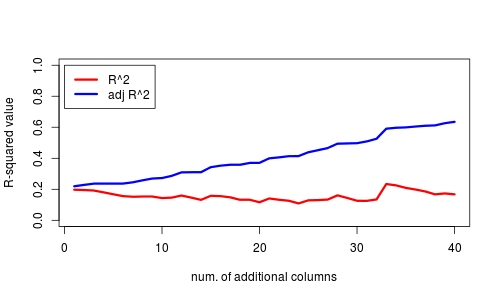 R^2
adj R^2
R-squared value
0.0 0.2 0.4 0.6 0.8 1.0
0 10 20 30 40
num. of additional columns